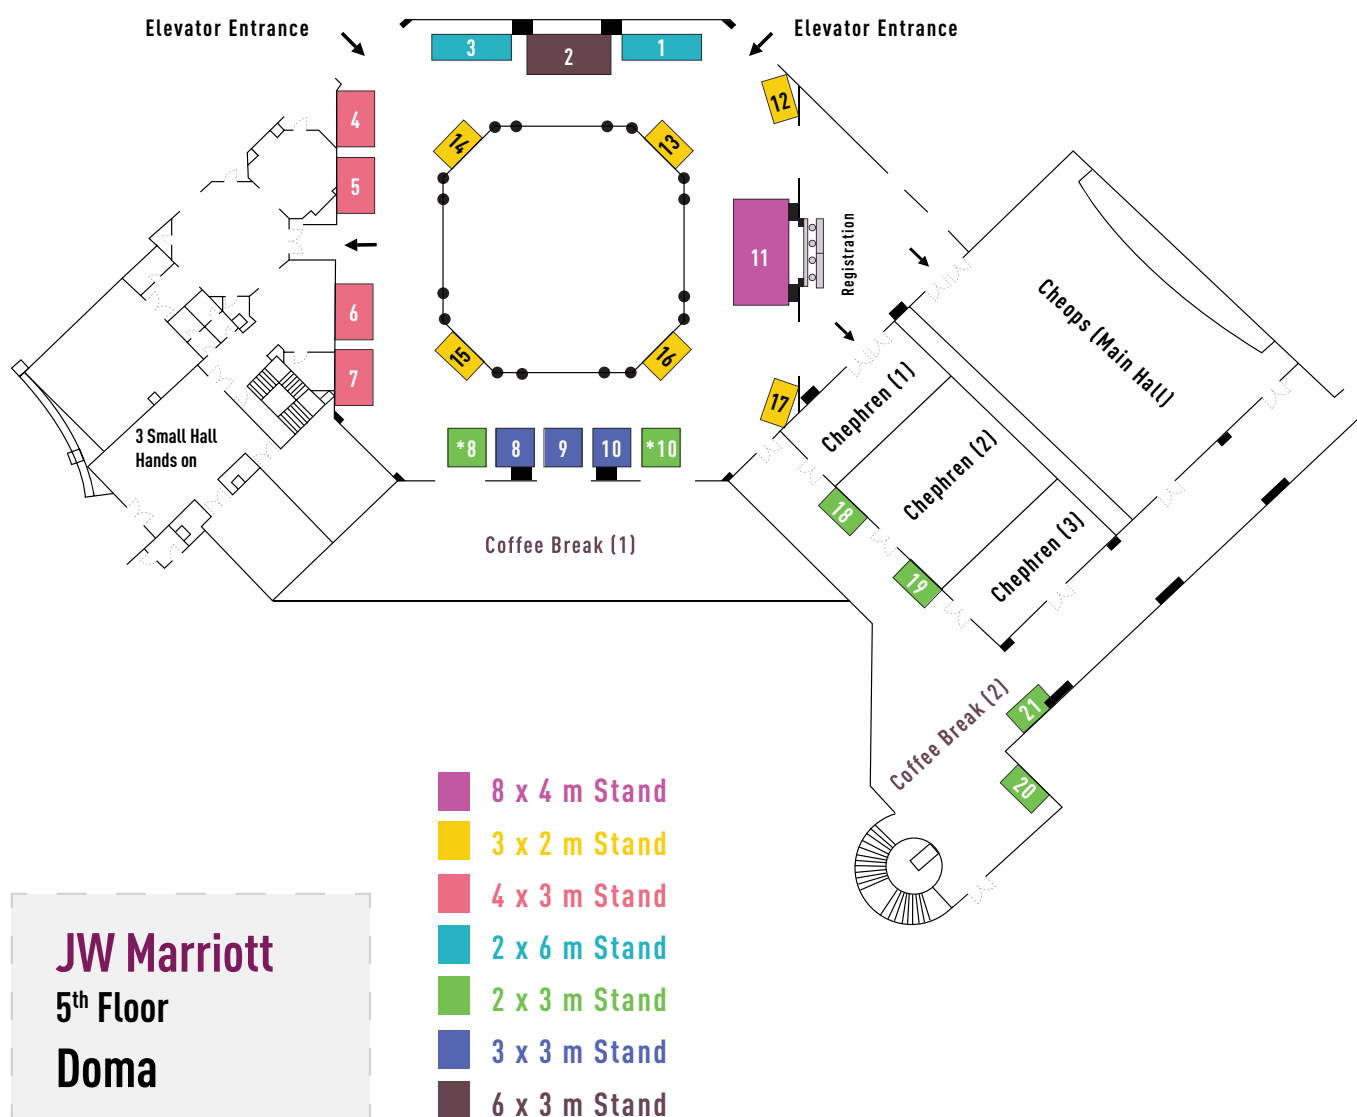 Elevator Entrance
Elevator Entrance
3
2
1
12
4
14
13
5
11
Registration
6
15
16
7
17
Cheops (Main Hall)
Chephren (1)
Chephren (2)
Chephren (3)
3 Small Hall
Hands on
*8
8
9
10
*10
18
19
Coffee Break (1)
Coffee Break (2)
21
20
8 x 4 m Stand
3 x 2 m Stand
4 x 3 m Stand
2 x 6 m Stand
2 x 3 m Stand
3 x 3 m Stand
6 x 3 m Stand
JW Marriott
5th Floor
Doma